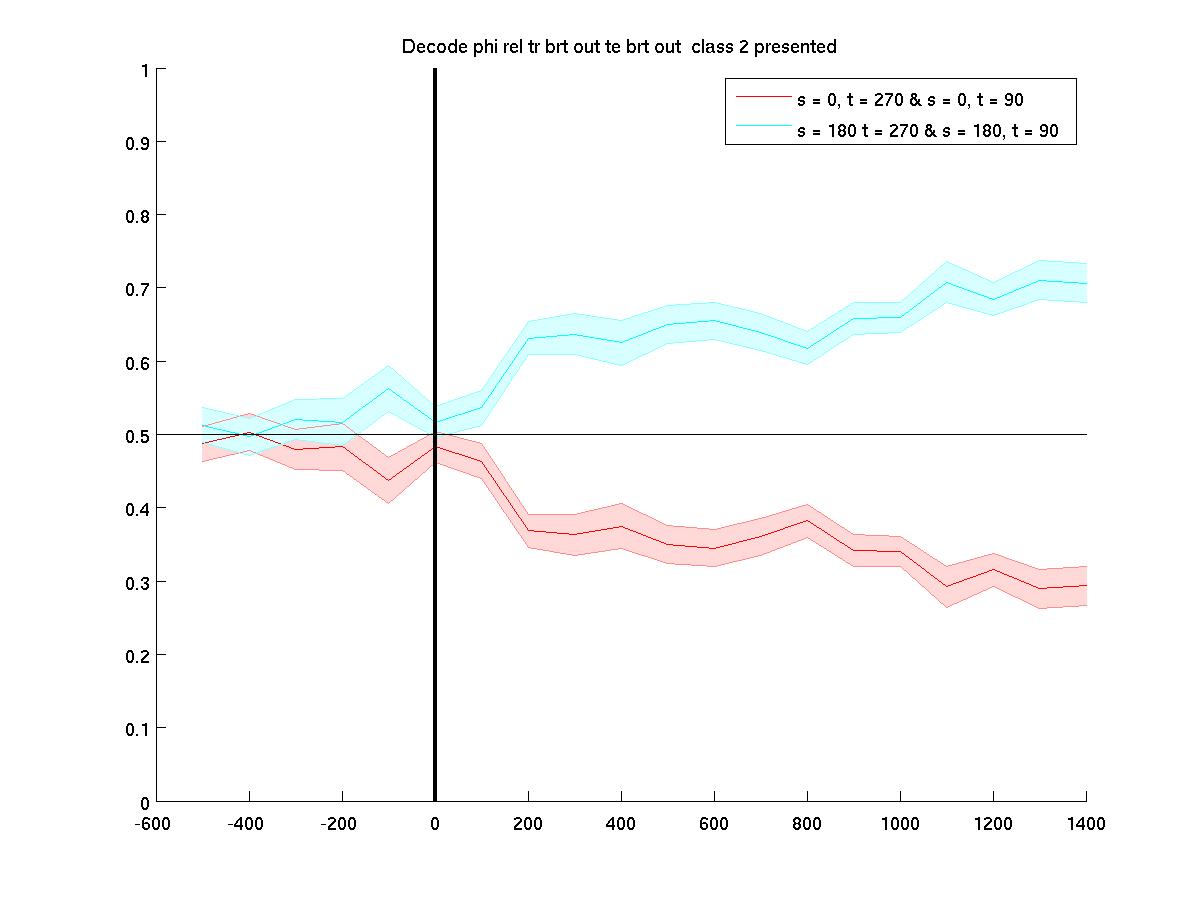 Decode phi rel tr brt out te brt out  class 2 presented
s = 0, t = 270 & s = 0, t = 90
s = 180 t = 270 & s = 180, t = 90
1
0.9
0.8
0.7
0.6
0.5
0.4
0.3
0.2
0.1
0
-600 -400 -200 0 200 400 600 800 1000 1200 1400